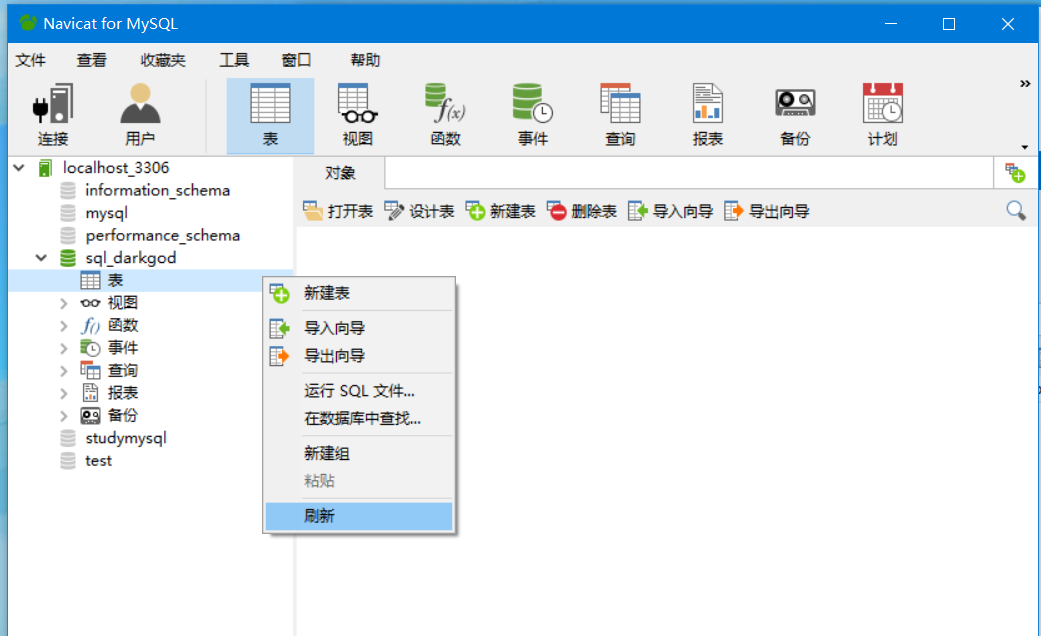 Navicat for MySQL
文件 查看 收藏夹 工具 窗口 帮助
连接 用户 表 视图 函数 事件 查询 报表 备份 计划
localhost_3306
information_schema
mysql
performance_schema
sql_darkgod
表
视图
函数
事件
查询
报表
备份
studymysql
test
对象
打开表 设计表 新建表 删除表 导入向导 导出向导
新建表
导入向导
导出向导
运行 SQL 文件...
在数据库中查找...
新建组
粘贴
刷新